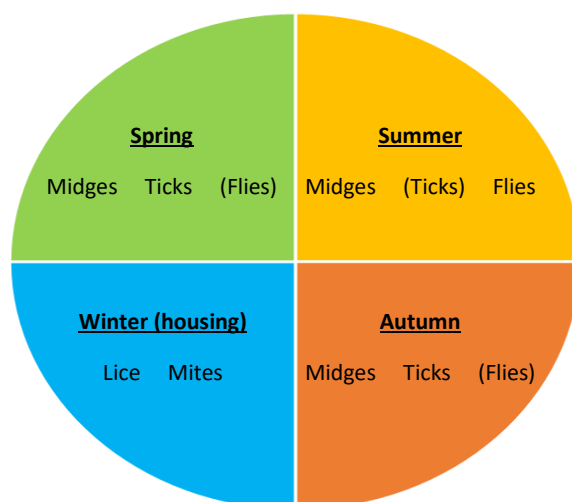 Spring
Midges Ticks (Flies)
Summer
Midges (Ticks) Flies
Winter (housing)
Lice Mites
Autumn
Midges Ticks (Flies)